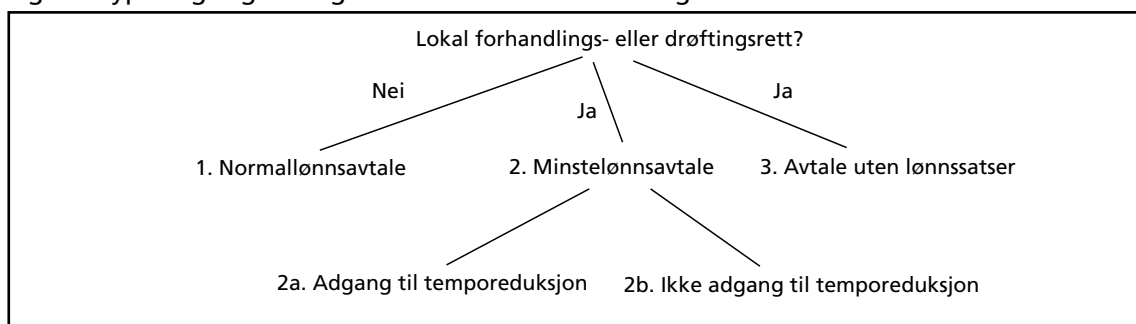 Lokal forhandlings- eller drøftingsrett?
Nei
Ja
Ja
1. Normallønnsavtale
2. Minstelønnsavtale
3. Avtale uten lønnssatser
2a. Adgang til temporeduksjon
2b. Ikke adgang til temporeduksjon